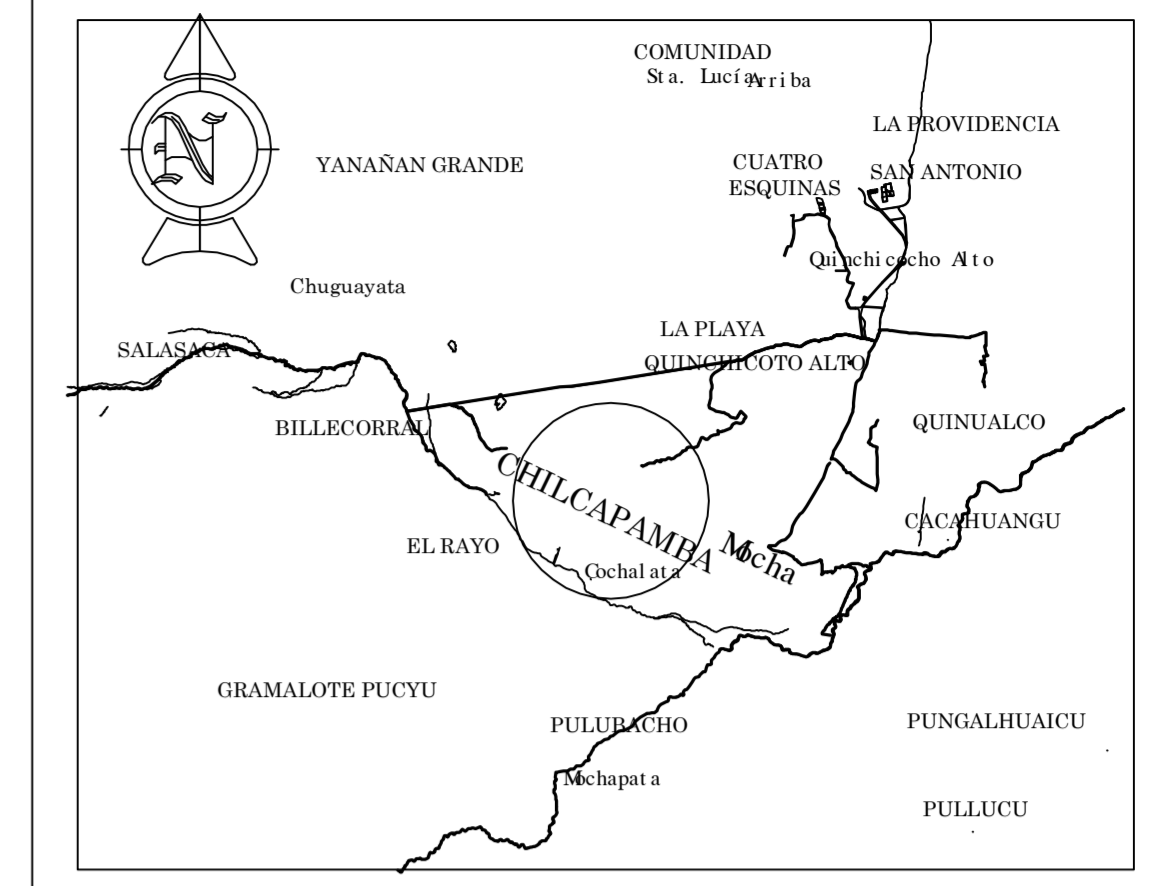 COMUNIDAD
Sta. Lucía Arriba
LA PROVIDENCIA
N
YANAÑAN GRANDE
CUATRO
ESQUINAS
SAN ANTONIO
Quinchicocho Alto
Chuguayata
LA PLAYA
SALASACA
QUINCHICOTO ALTO
BILLECORRAL
QUINUALCO
CHILCAPAMBA
CACAHUANGU
EL RAYO
Mocha
Cochalata
GRAMALOTE PUCYU
PULUBACHO
PUNGALHUAICU
Mochapata
PULLUCU